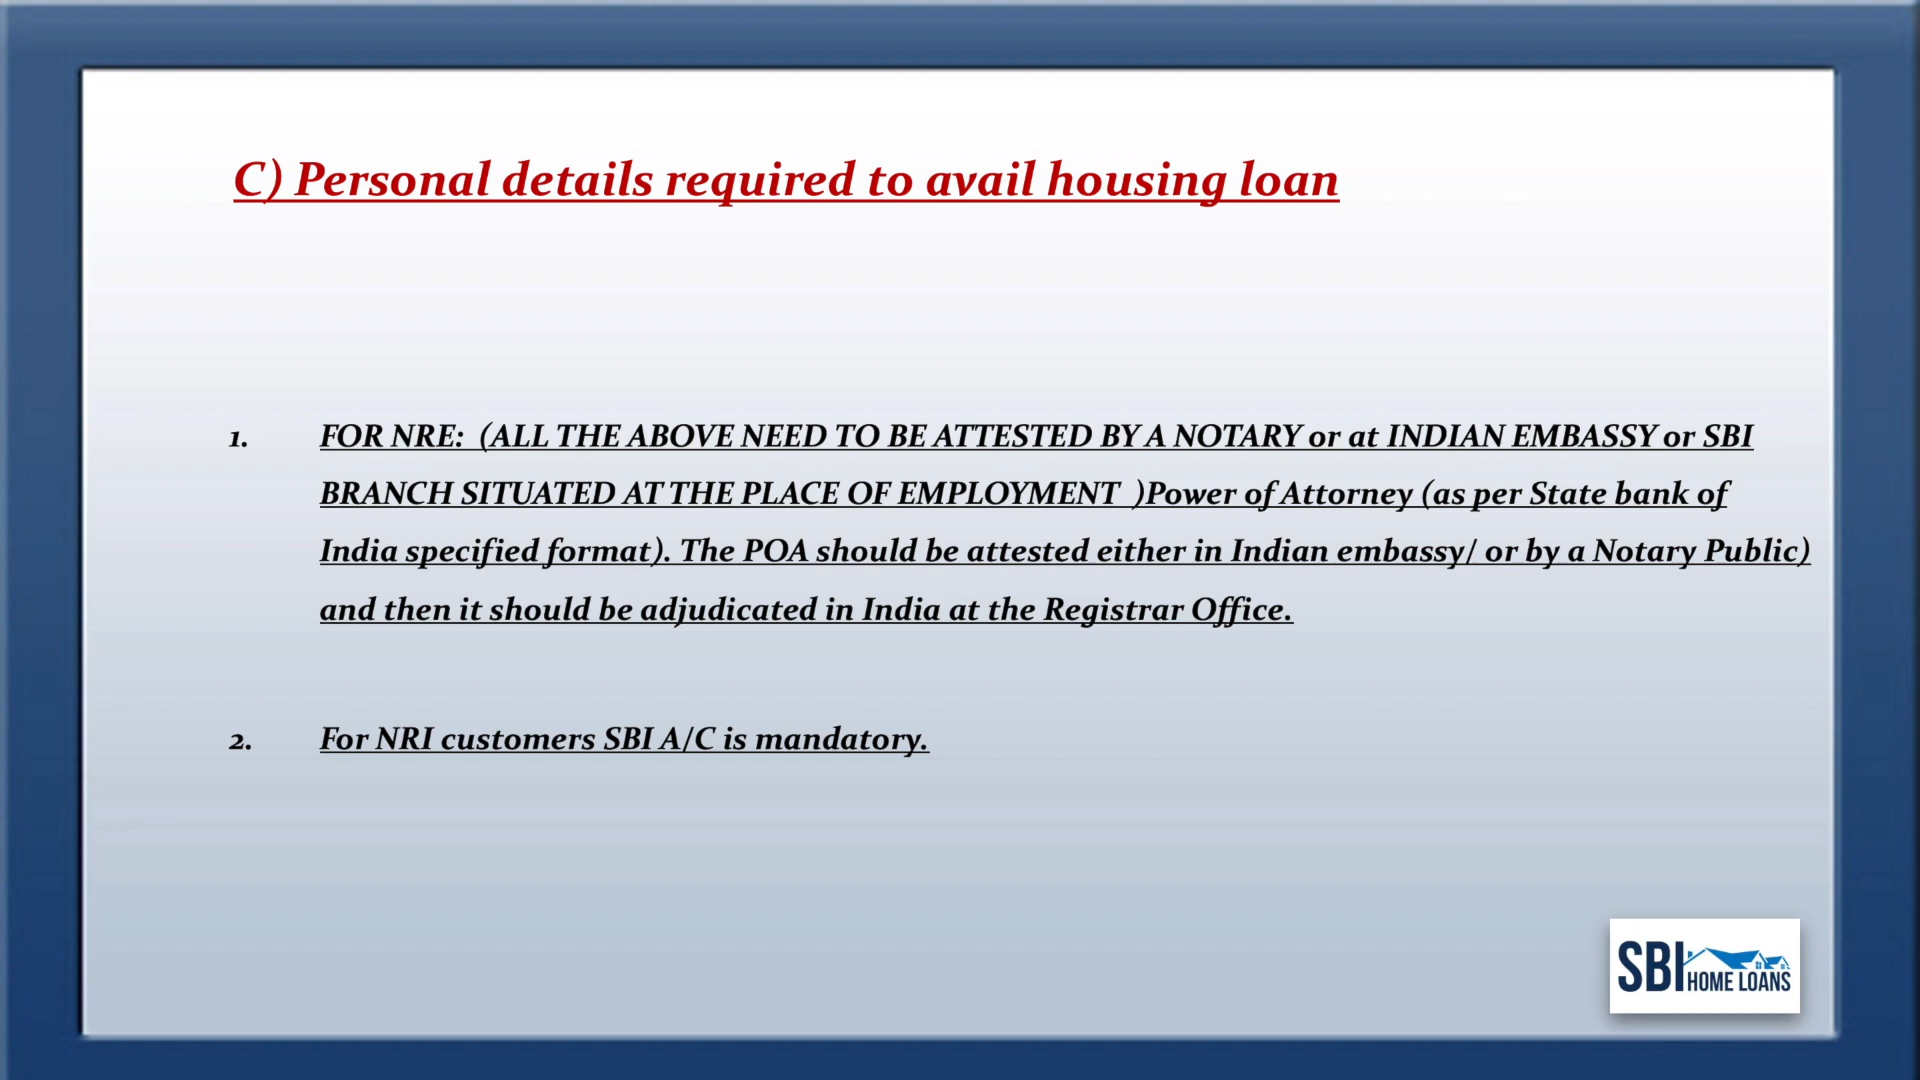 C) Personal details required to avail housing loan
1. FOR NRE: (ALL THE ABOVE NEED TO BE ATTESTED BY A NOTARY or at INDIAN EMBASSY or SBI
BRANCH SITUATED AT THE PLACE OF EMPLOYMENT )Power of Attorney (as per State bank of
India specified format). The POA should be attested either in Indian embassy/ or by a Notary Public)
and then it should be adjudicated in India at the Registrar Office.
2. For NRI customers SBI A/C is mandatory.
SBI HOME LOANS